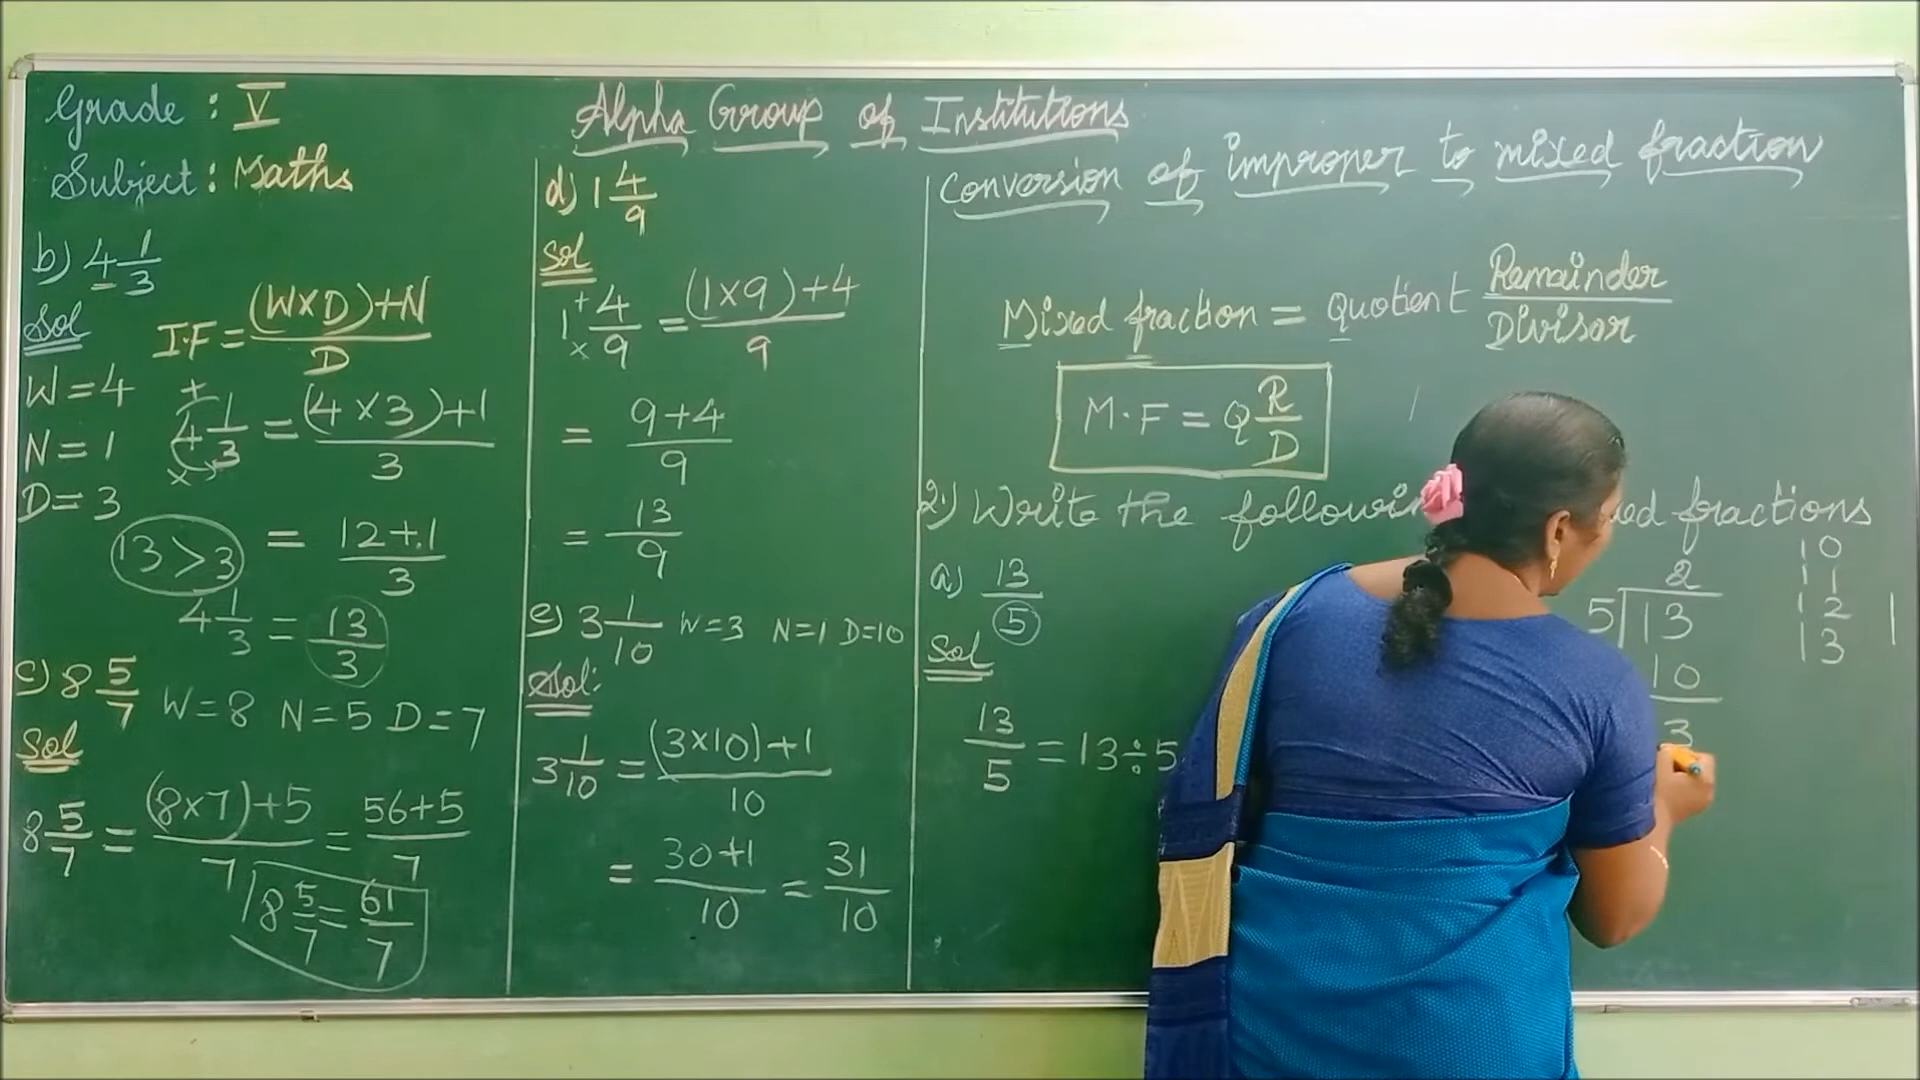 Grade : V
Subject : Maths
b) 4 1/3
Sol
I.F = (W×D)+N / D
W = 4
N = 1
D = 3
4 1/3 = (4×3)+1 / 3
+
×
13 > 3
= 12+1 / 3
4 1/3 = 13/3
c) 8 5/7 W=8 N=5 D=7
Sol
8 5/7 = (8×7)+5 / 7 = 56+5 / 7
8 5/7 = 61/7
Alpha Group of Institutions
d) 1 4/9
Sol
1 4/9 = (1×9)+4 / 9
+
×
= 9+4 / 9
= 13/9
e) 3 1/10 W=3 N=1 D=10
Sol:
3 1/10 = (3×10)+1 / 10
= 30+1 / 10 = 31/10
Conversion of improper to mixed fraction
Mixed fraction = Quotient Remainder/Divisor
M.F = Q R/D
2) Write the fractions
a) 13/5
Sol
13/5 = 13÷5
2
5 13
10
3
10
11
12
13